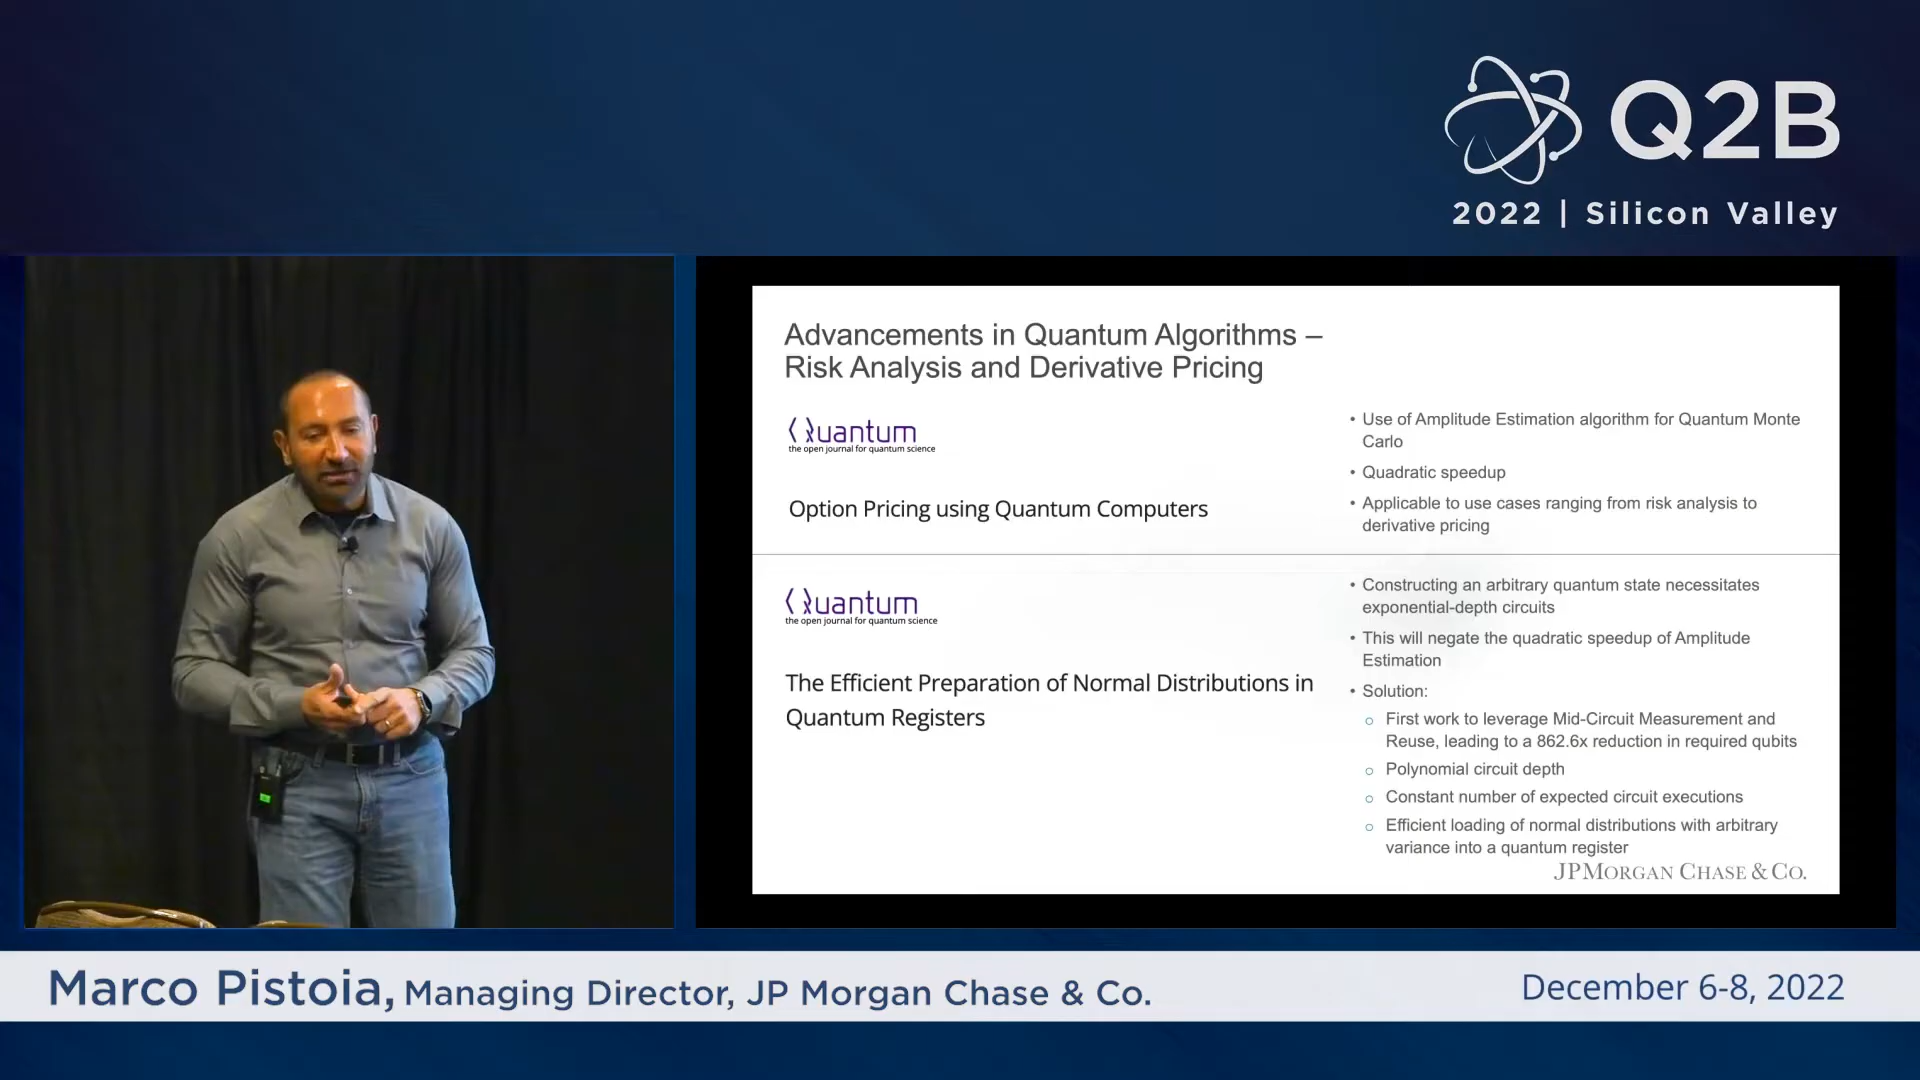 Q2B
2022 | Silicon Valley
Advancements in Quantum Algorithms –
Risk Analysis and Derivative Pricing
Quantum
the open journal for quantum science
Option Pricing using Quantum Computers
• Use of Amplitude Estimation algorithm for Quantum Monte
Carlo
• Quadratic speedup
• Applicable to use cases ranging from risk analysis to
derivative pricing
Quantum
the open journal for quantum science
The Efficient Preparation of Normal Distributions in
Quantum Registers
• Constructing an arbitrary quantum state necessitates
exponential-depth circuits
• This will negate the quadratic speedup of Amplitude
Estimation
• Solution:
o First work to leverage Mid-Circuit Measurement and
Reuse, leading to a 862.6x reduction in required qubits
o Polynomial circuit depth
o Constant number of expected circuit executions
o Efficient loading of normal distributions with arbitrary
variance into a quantum register
JPMORGAN CHASE & CO.
Marco Pistoia, Managing Director, JP Morgan Chase & Co.
December 6-8, 2022